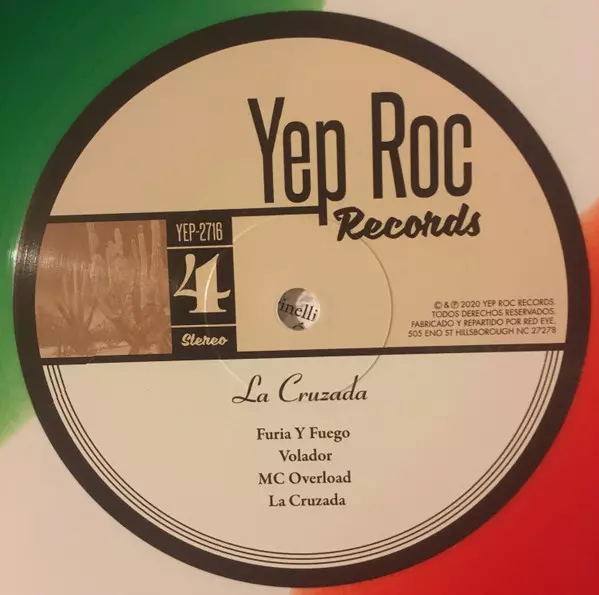 Yep Roc
Records
YEP-2716
4
Stereo
© & ℗ 2020 YEP ROC RECORDS.
TODOS DERECHOS RESERVADOS.
FABRICADO Y REPARTIDO POR RED EYE.
505 ENO ST HILLSBOROUGH NC 27278
inelli
La Cruzada
Furia Y Fuego
Volador
MC Overload
La Cruzada